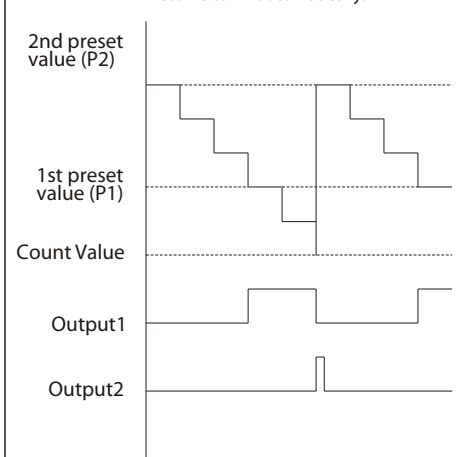 2nd preset
value (P2)
1st preset
value (P1)
Count Value
Output1
Output2